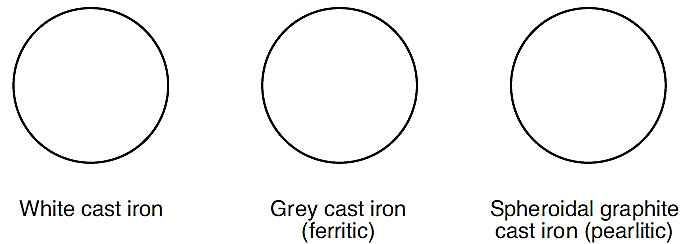 White cast iron
Grey cast iron
(ferritic)
Spheroidal graphite
cast iron (pearlitic)